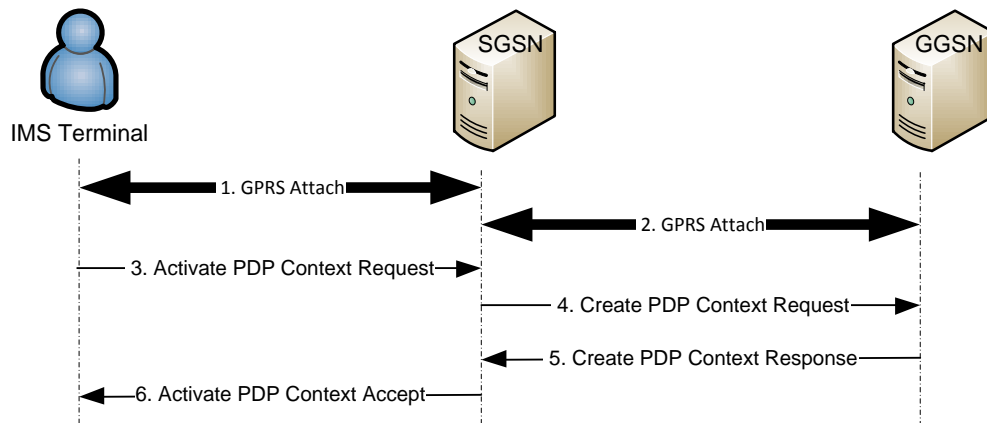 SGSN
GGSN
IMS Terminal
1. GPRS Attach
2. GPRS Attach
3. Activate PDP Context Request
4. Create PDP Context Request
5. Create PDP Context Response
6. Activate PDP Context Accept